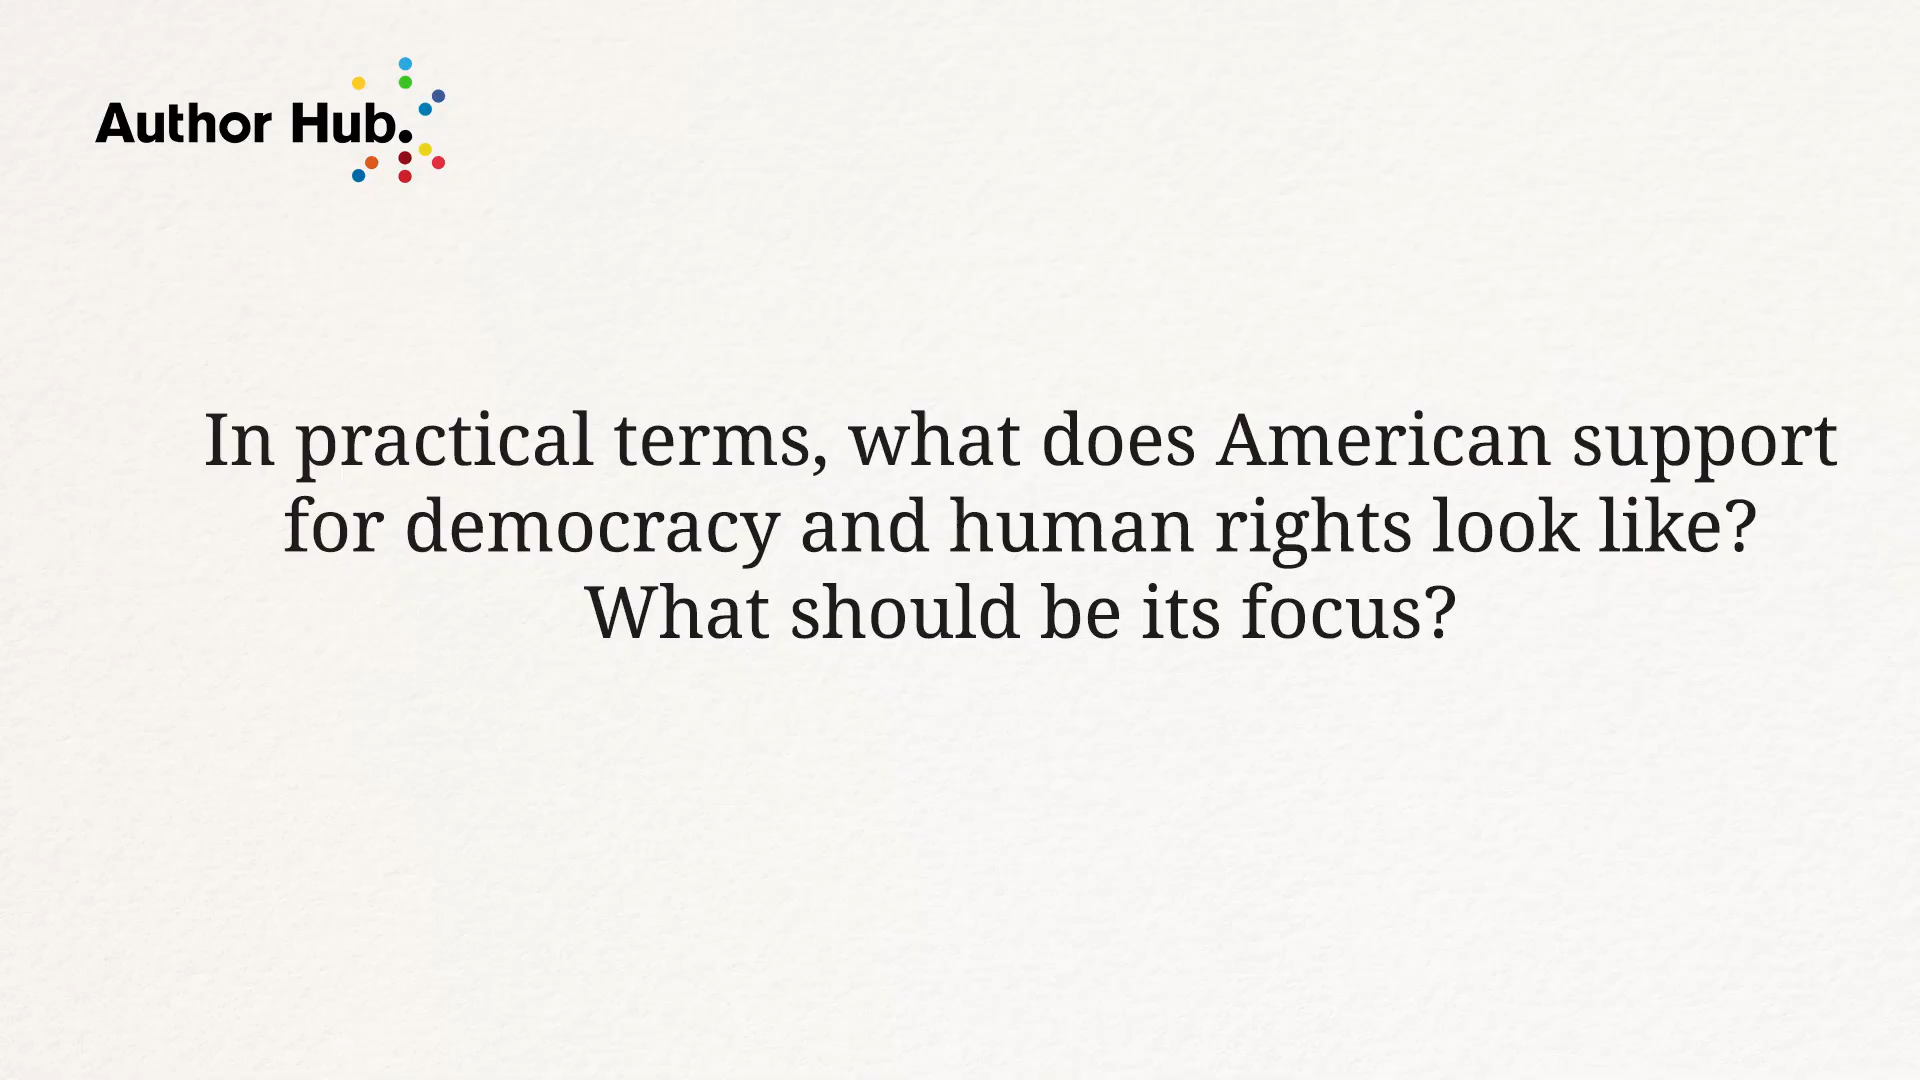 Author Hub.
In practical terms, what does American support
for democracy and human rights look like?
What should be its focus?